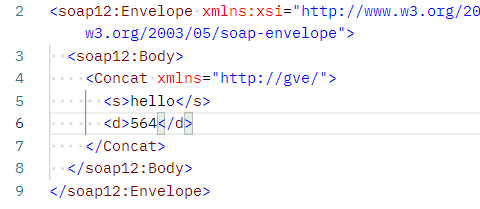 2 <soap12:Envelope xmlns:xsi="http://www.w3.org/20
w3.org/2003/05/soap-envelope">
3 <soap12:Body>
4 <Concat xmlns="http://gve/">
5 <s>hello</s>
6 <d>564</d>
7 </Concat>
8 </soap12:Body>
9 </soap12:Envelope>